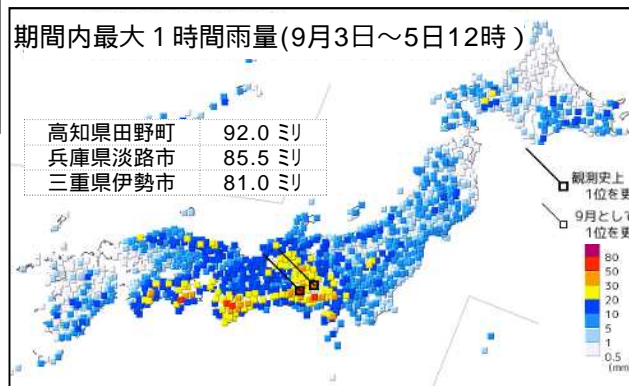 期間内最大1時間雨量(9月3日～5日12時)
高知県田野町 92.0 ミリ
兵庫県淡路市 85.5 ミリ
三重県伊勢市 81.0 ミリ
観測史上
1位を更
9月として
1位を更
80
50
30
20
10
5
1
0.5
(mm)